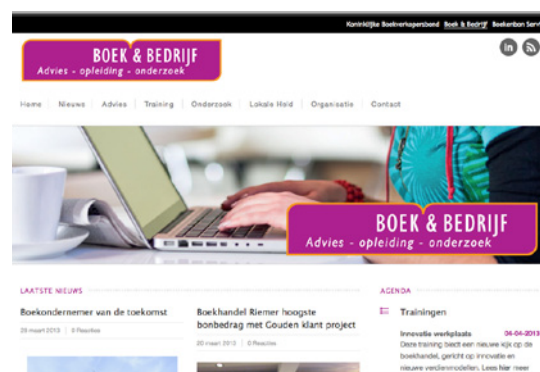 Koninklijke Boekverkopersbond Boek & Bedrijf Boekenbon Serv
BOEK & BEDRIJF
Advies - opleiding - onderzoek
Home Nieuws Advies Training Onderzoek Lokale Held Organisatie Contact
BOEK & BEDRIJF
Advies - opleiding - onderzoek
LAATSTE NIEUWS
Boekondernemer van de toekomst
28 maart 2013 | 0 Reacties
Boekhandel Riemer hoogste
bonbedrag met Gouden klant project
20 maart 2013 | 0 Reacties
AGENDA
Trainingen
Innovatie werkplaats 04-04-2013
Deze training biedt een nieuwe kijk op de
boekhandel, gericht op innovatie en
nieuwe verdienmodellen. Lees hier meer